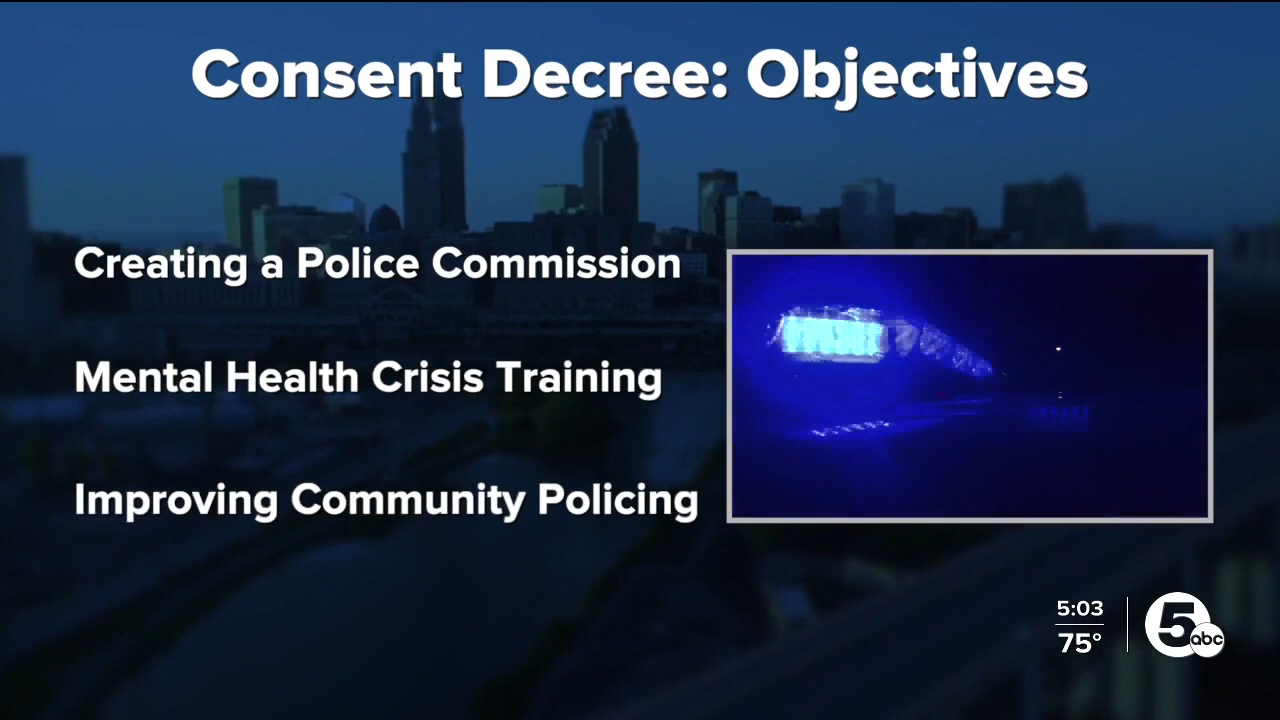 Consent Decree: Objectives
Creating a Police Commission
Mental Health Crisis Training
Improving Community Policing
5:03
75°
5
abc